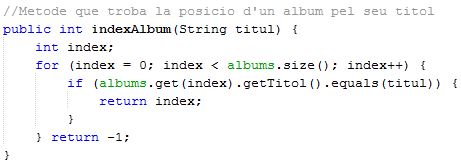 //Metode que troba la posicio d'un album pel seu titol
public int indexAlbum(String titul) {
    int index;
    for (index = 0; index < albums.size(); index++) {
        if (albums.get(index).getTitol().equals(titul)) {
            return index;
        }
    } return -1;
}